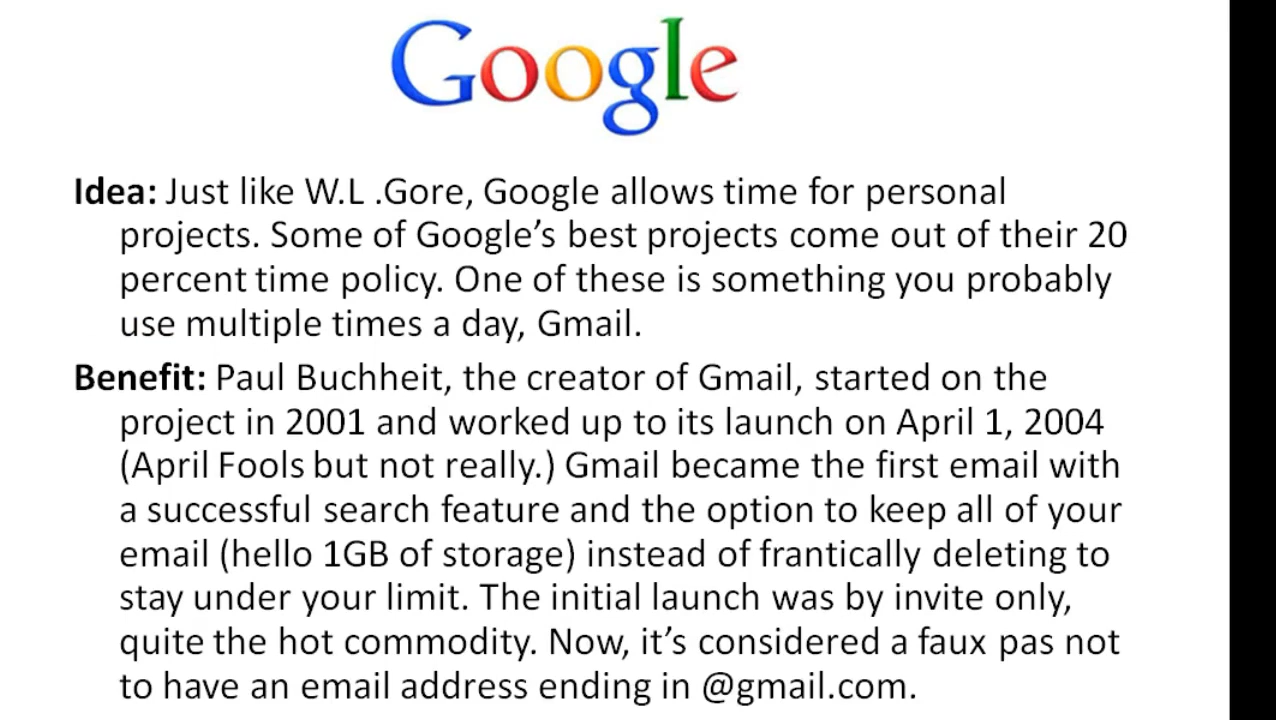 Google
Idea: Just like W.L .Gore, Google allows time for personal
projects. Some of Google’s best projects come out of their 20
percent time policy. One of these is something you probably
use multiple times a day, Gmail.
Benefit: Paul Buchheit, the creator of Gmail, started on the
project in 2001 and worked up to its launch on April 1, 2004
(April Fools but not really.) Gmail became the first email with
a successful search feature and the option to keep all of your
email (hello 1GB of storage) instead of frantically deleting to
stay under your limit. The initial launch was by invite only,
quite the hot commodity. Now, it’s considered a faux pas not
to have an email address ending in @gmail.com.